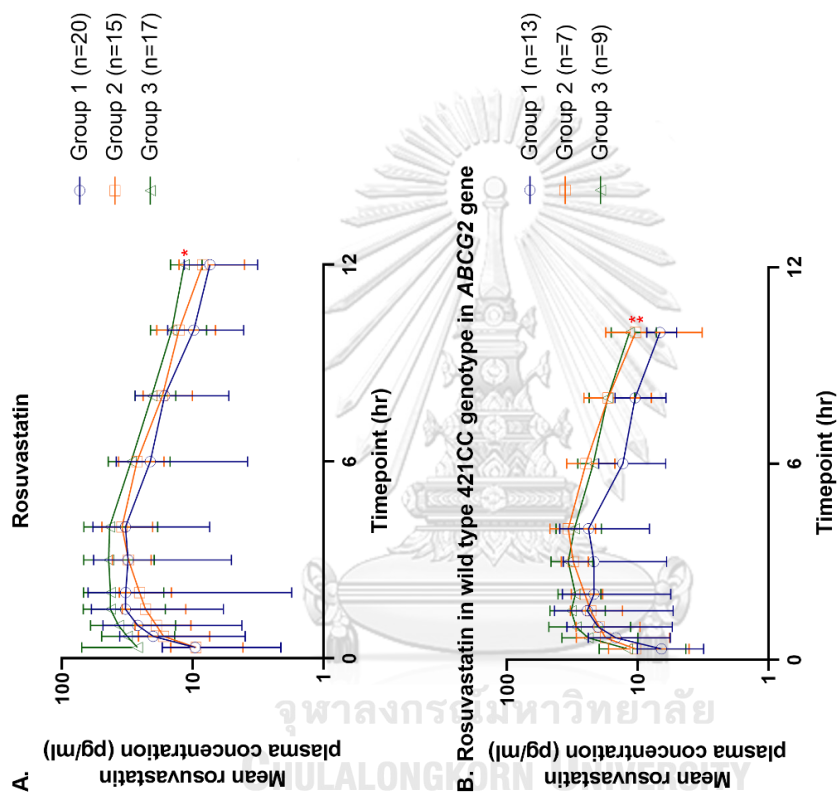 A.
Rosuvastatin
Mean rosuvastatin
plasma concentration (pg/ml)
100
10
1
0
6
12
Timepoint (hr)
Group 1 (n=20)
Group 2 (n=15)
Group 3 (n=17)
*
B. Rosuvastatin in wild type 421CC genotype in ABCG2 gene
Mean rosuvastatin
plasma concentration (pg/ml)
100
10
1
0
6
12
Timepoint (hr)
Group 1 (n=13)
Group 2 (n=7)
Group 3 (n=9)
**
จุฬาลงกรณ์มหาวิทยาลัย
CHULALONGKORN UNIVERSITY